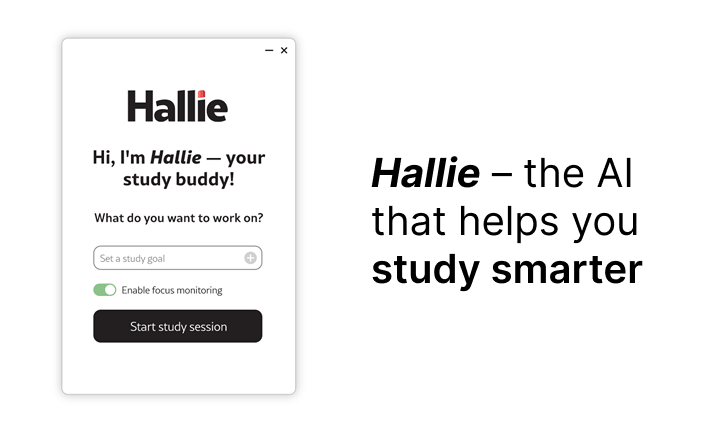 Hallie
Hi, I'm Hallie — your
study buddy!
What do you want to work on?
Set a study goal
Enable focus monitoring
Start study session
Hallie – the AI
that helps you
study smarter